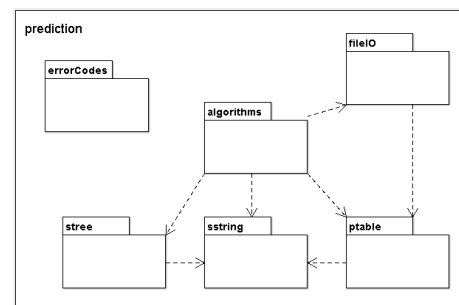 prediction
fileIO
errorCodes
algorithms
stree
sstring
ptable